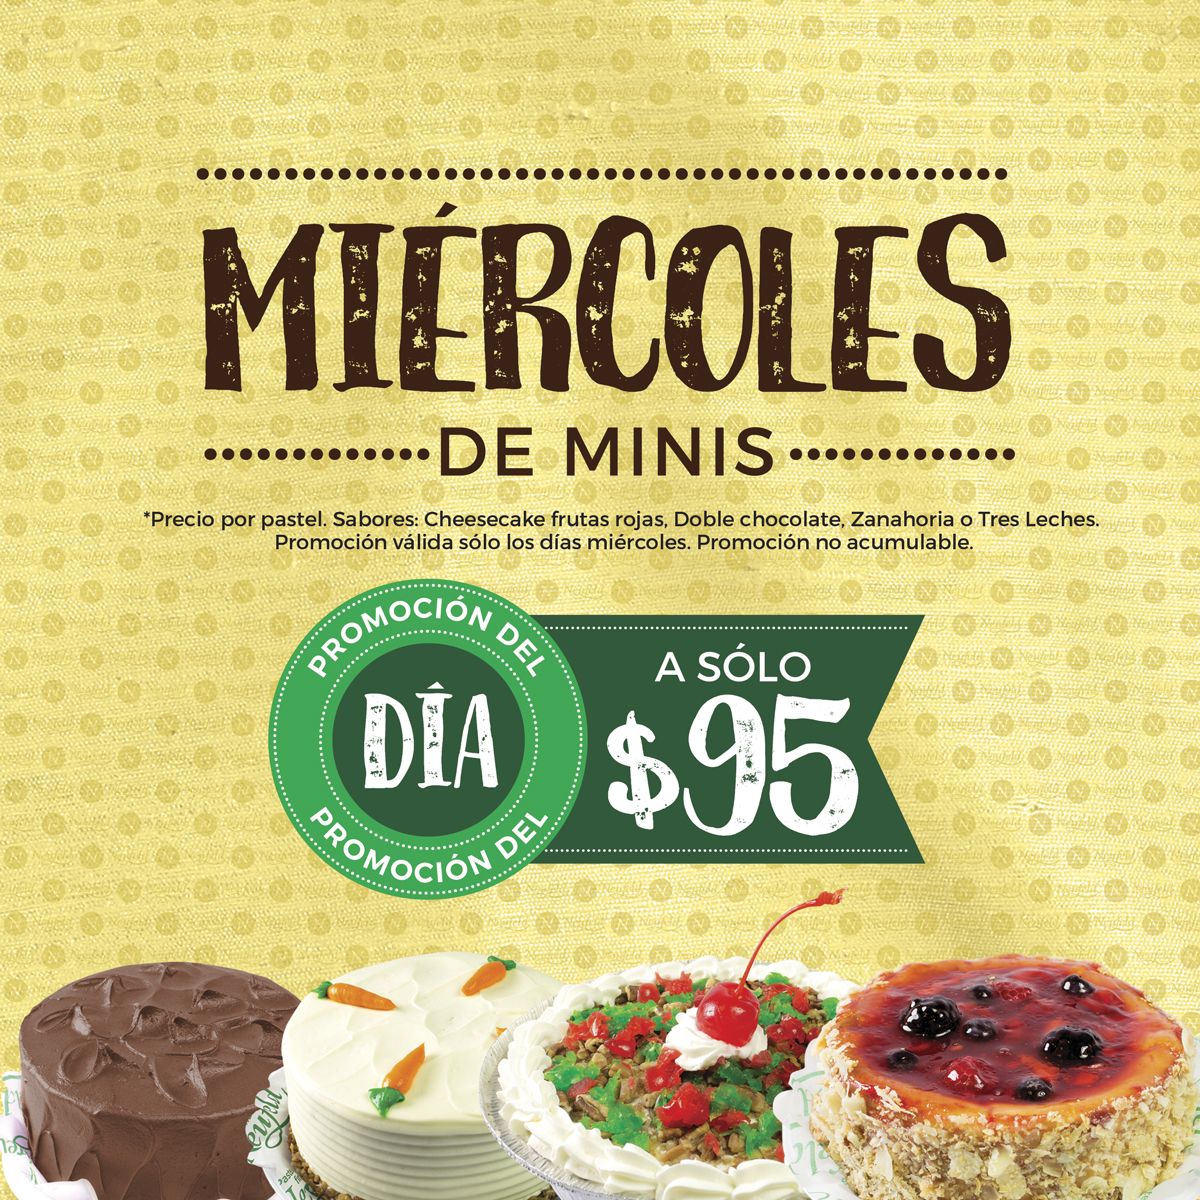 MIÉRCOLES
DE MINIS
*Precio por pastel. Sabores: Cheesecake frutas rojas, Doble chocolate, Zanahoria o Tres Leches.
Promoción válida sólo los días miércoles. Promoción no acumulable.
PROMOCIÓN DEL
DÍA
PROMOCIÓN DEL
A SÓLO
$95